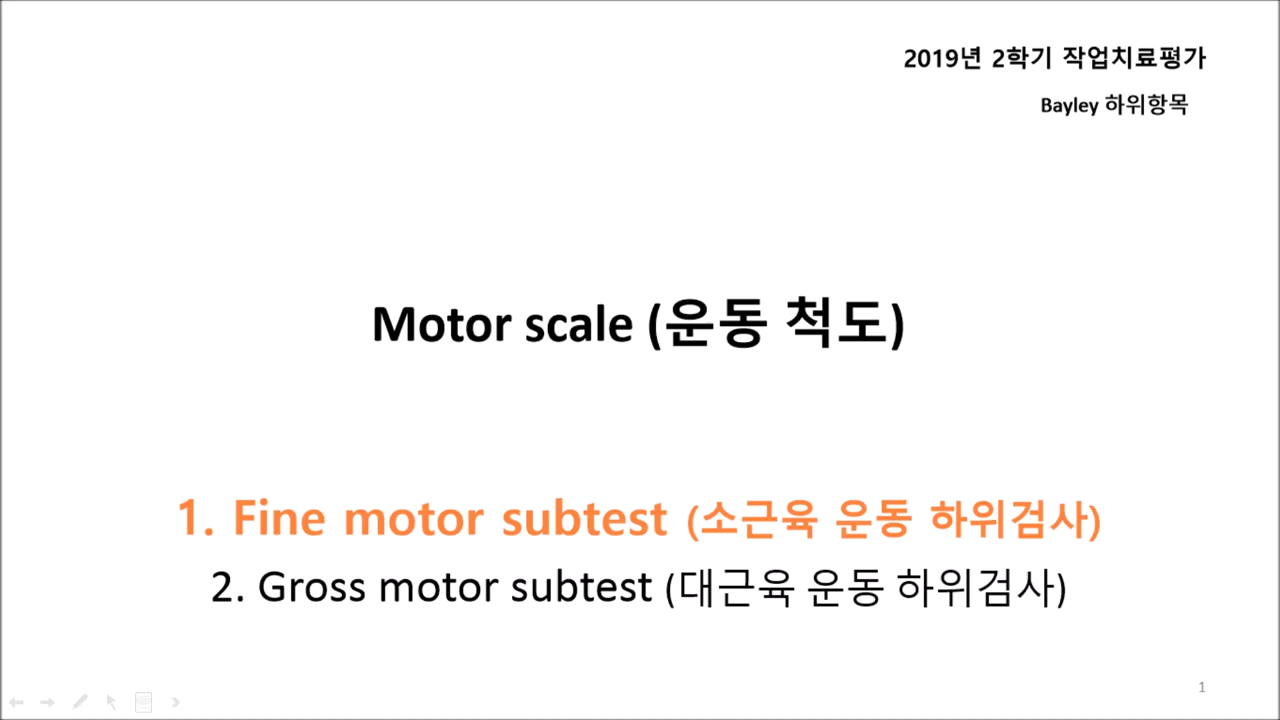 2019년 2학기 작업치료평가
Bayley 하위항목
Motor scale (운동 척도)
1. Fine motor subtest (소근육 운동 하위검사)
2. Gross motor subtest (대근육 운동 하위검사)
1